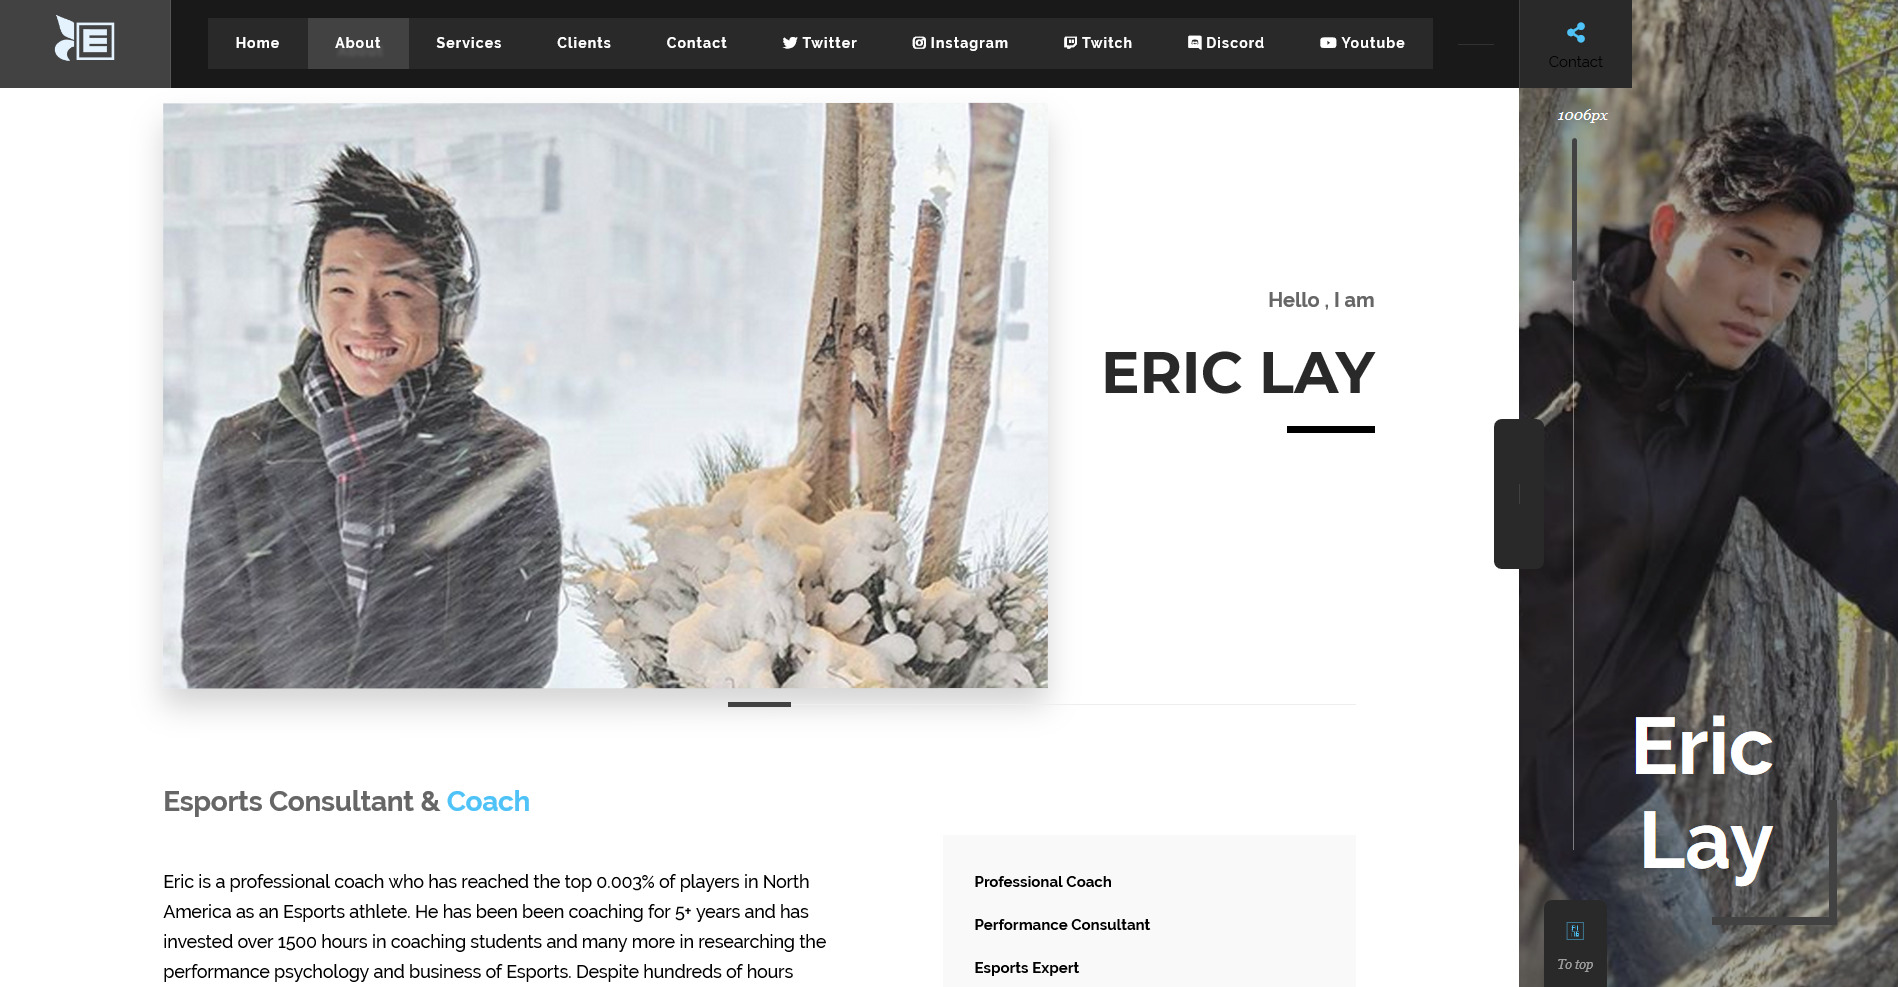 E
Home About Services Clients Contact Twitter Instagram Twitch Discord Youtube
Contact
1006px
Hello , I am
ERIC LAY
Eric
Lay
Esports Consultant & Coach
Eric is a professional coach who has reached the top 0.003% of players in North
America as an Esports athlete. He has been been coaching for 5+ years and has
invested over 1500 hours in coaching students and many more in researching the
performance psychology and business of Esports. Despite hundreds of hours
Professional Coach
Performance Consultant
Esports Expert
To top